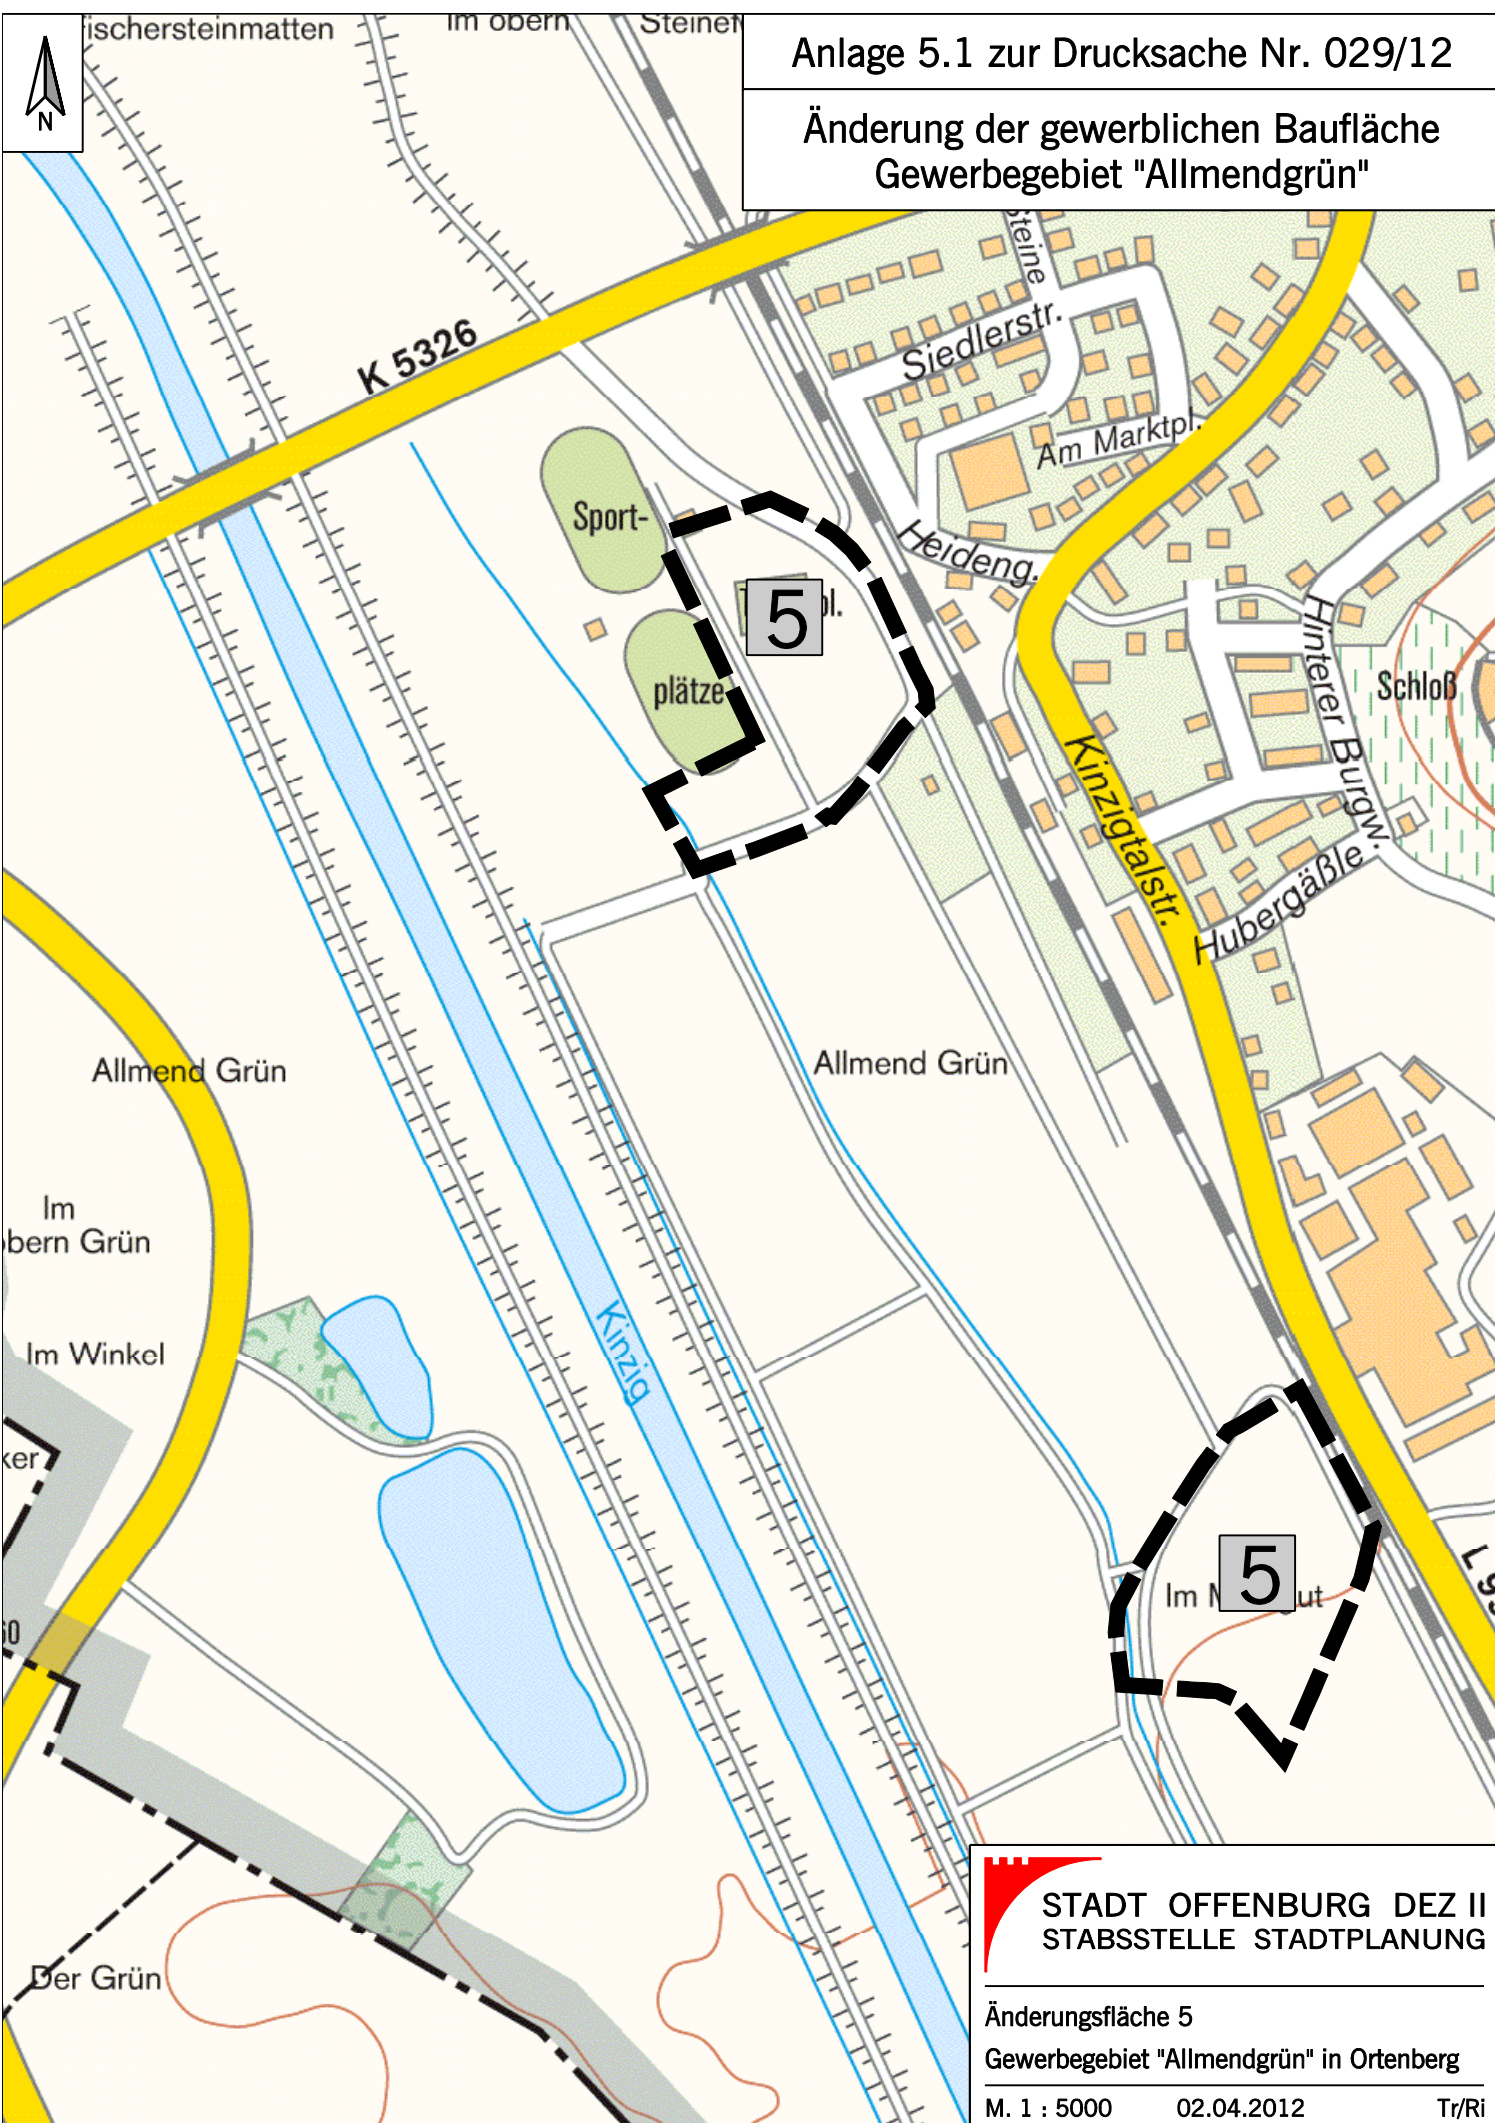 Anlage 5.1 zur Drucksache Nr. 029/12
Änderung der gewerblichen Baufläche
Gewerbegebiet "Allmendgrün"
N
Im obern
K 5326
Siedlerstr.
Am Marktpl.
Heideng.
Sport-
plätze
5
Hinterer Burgw.
Schloß
Kinzigtalstr.
Hubergäßle
Allmend Grün
Allmend Grün
Im
Grün
Im Winkel
Kinzig
5
Im
Der Grün
STADT OFFENBURG DEZ II
STABSSTELLE STADTPLANUNG
Änderungsfläche 5
Gewerbegebiet "Allmendgrün" in Ortenberg
M. 1 : 5000 02.04.2012 Tr/Ri